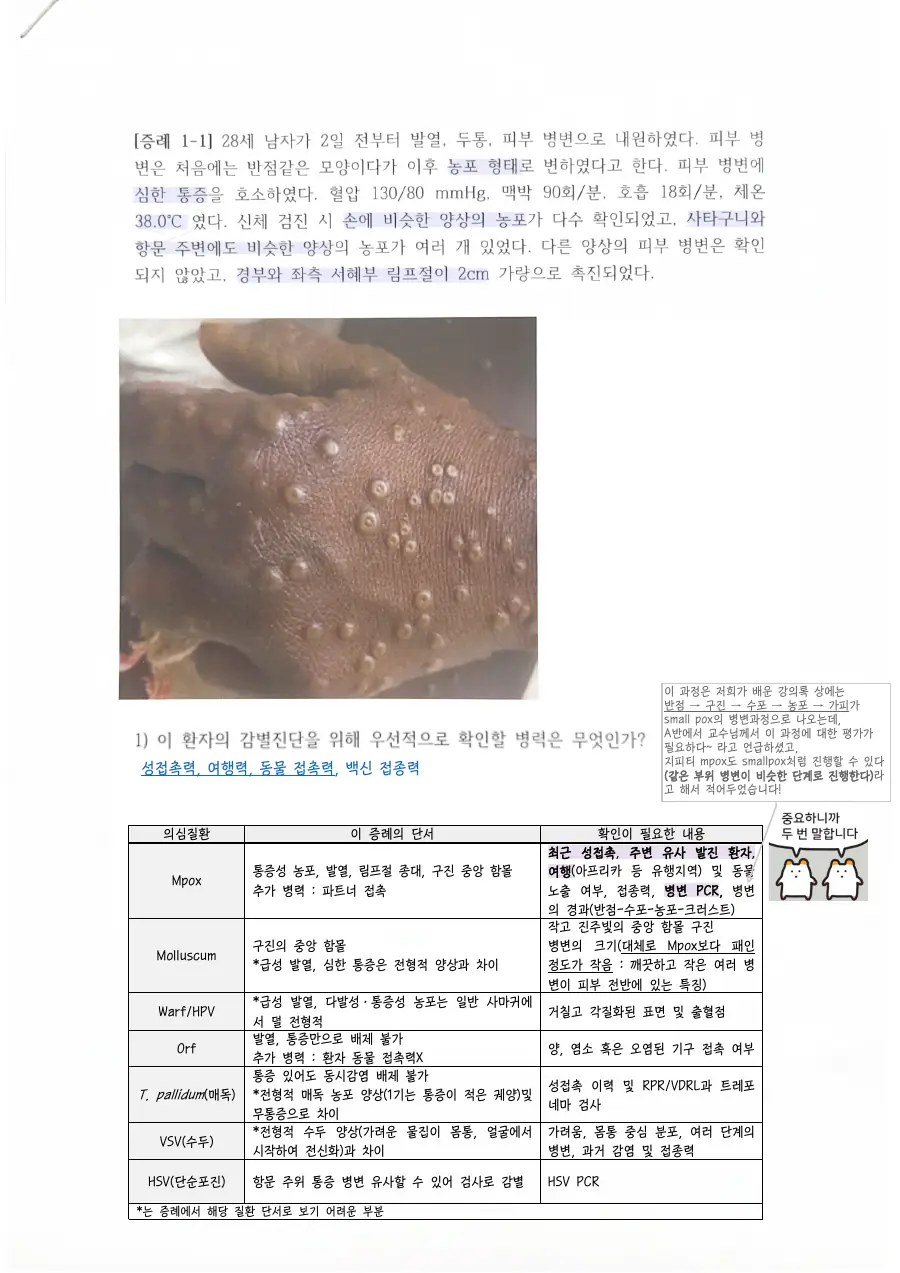 [증례 1-1] 28세 남자가 2일 전부터 발열, 두통, 피부 병변으로 내원하였다. 피부 병
변은 처음에는 반점같은 모양이다가 이후 농포 형태로 변하였다고 한다. 피부 병변에
심한 통증을 호소하였다. 혈압 130/80 mmHg, 맥박 90회/분, 호흡 18회/분, 체온
38.0℃ 였다. 신체 검진 시 손에 비슷한 양상의 농포가 다수 확인되었고, 사타구니와
항문 주변에도 비슷한 양상의 농포가 여러 개 있었다. 다른 양상의 피부 병변은 확인
되지 않았고, 경부와 좌측 서혜부 림프절이 2cm 가량으로 촉진되었다.
이 과정은 저희가 배운 강의록 상에는
반점 → 구진 → 수포 → 농포 → 가피가
small pox의 병변과정으로 나오는데,
A반에서 교수님께서 이 과정에 대한 평가가
필요하다~ 라고 언급하셨고,
지피티 mpox도 smallpox처럼 진행할 수 있다
(같은 부위 병변이 비슷한 단계로 진행한다)라
고 해서 적어두었습니다!
1) 이 환자의 감별진단을 위해 우선적으로 확인할 병력은 무엇인가?
성접촉력, 여행력, 동물 접촉력, 백신 접종력
중요하니까
두 번 말합니다
의심질환 이 증례의 단서 확인이 필요한 내용
Mpox
통증성 농포, 발열, 림프절 종대, 구진 중앙 함몰
추가 병력 : 파트너 접촉
최근 성접촉, 주변 유사 발진 환자,
여행(아프리카 등 유행지역) 및 동물
노출 여부, 접종력, 병변 PCR, 병변
의 경과(반점-수포-농포-크러스트)
Molluscum
구진의 중앙 함몰
*급성 발열, 심한 통증은 전형적 양상과 차이
작고 진주빛의 중앙 함몰 구진
병변의 크기(대체로 Mpox보다 패인
정도가 작음 : 깨끗하고 작은 여러 병
변이 피부 전반에 있는 특징)
Warf/HPV
*급성 발열, 다발성·통증성 농포는 일반 사마귀에
서 덜 전형적
거칠고 각질화된 표면 및 출혈점
Orf
발열, 통증만으로 배제 불가
추가 병력 : 환자 동물 접촉력X
양, 염소 혹은 오염된 기구 접촉 여부
T. pallidum(매독)
통증 있어도 동시감염 배제 불가
*전형적 매독 농포 양상(1기는 통증이 적은 궤양)및
무통증으로 차이
성접촉 이력 및 RPR/VDRL과 트레포
네마 검사
VSV(수두)
*전형적 수두 양상(가려운 물집이 몸통, 얼굴에서
시작하여 전신화)과 차이
가려움, 몸통 중심 분포, 여러 단계의
병변, 과거 감염 및 접종력
HSV(단순포진)
항문 주위 통증 병변 유사할 수 있어 검사로 감별
HSV PCR
*는 증례에서 해당 질환 단서로 보기 어려운 부분